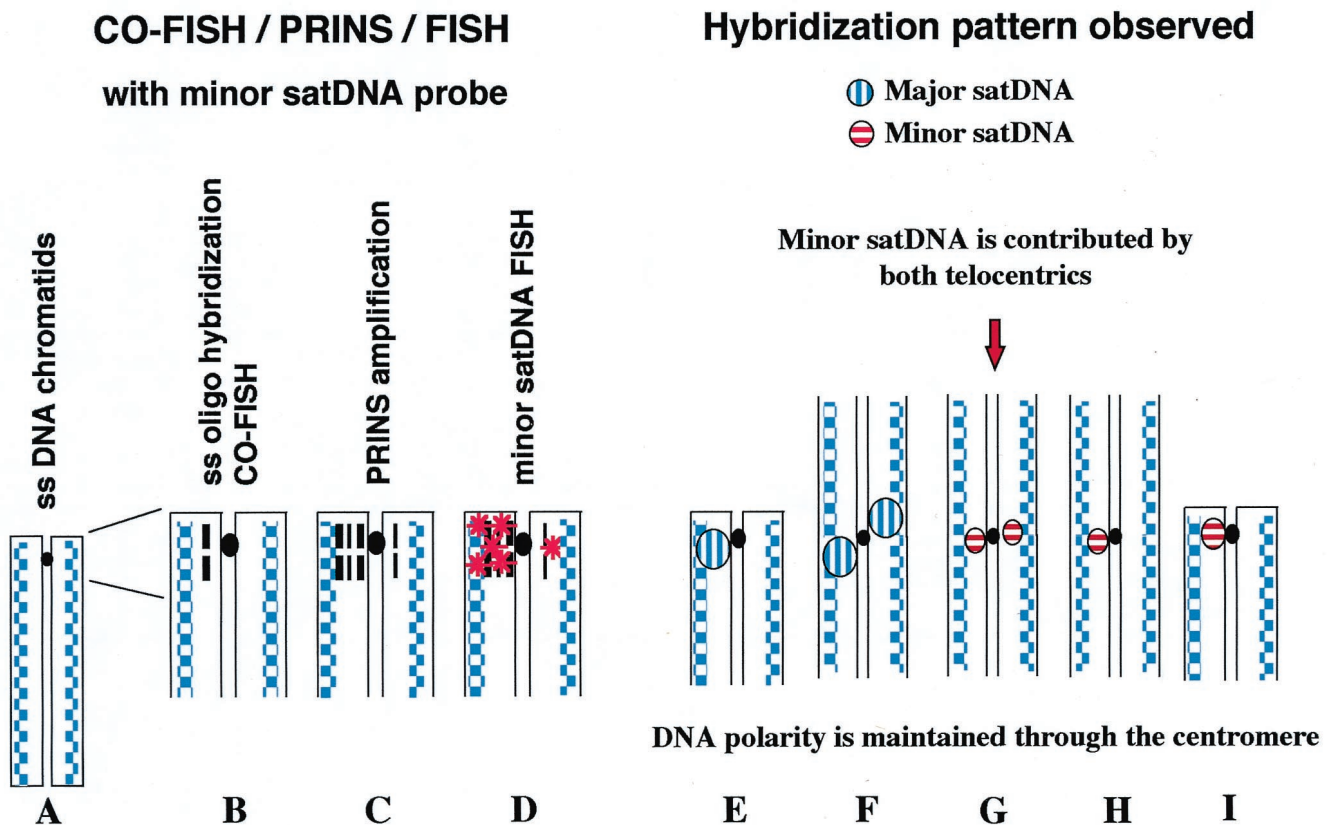 CO-FISH / PRINS / FISH
with minor satDNA probe
ss DNA chromatids
ss oligo hybridization
CO-FISH
PRINS amplification
minor satDNA FISH
A
B
C
D
Hybridization pattern observed
Major satDNA
Minor satDNA
Minor satDNA is contributed by
both telocentrics
DNA polarity is maintained through the centromere
E
F
G
H
I